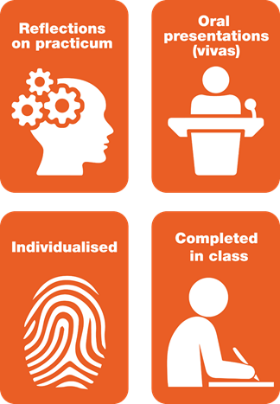 Reflections
on practicum
Oral
presentations
(vivas)
Individualised
Completed
in class